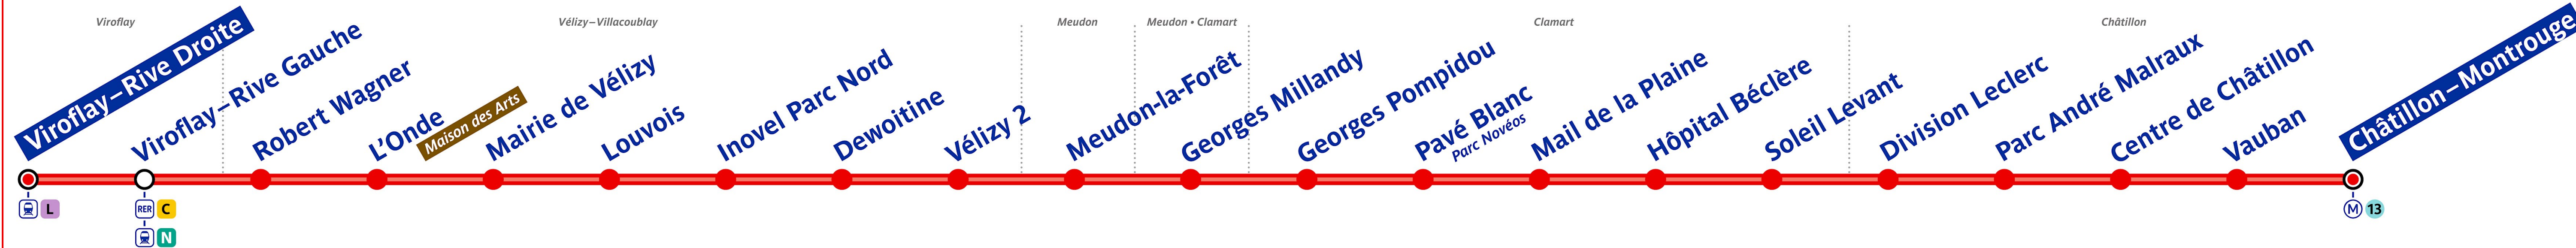 Viroflay
Vélizy–Villacoublay
Meudon
Meudon • Clamart
Clamart
Châtillon
Viroflay–Rive Droite
Viroflay–Rive Gauche
Robert Wagner
L’Onde
Maison des Arts
Mairie de Vélizy
Louvois
Inovel Parc Nord
Dewoitine
Vélizy 2
Meudon-la-Forêt
Georges Millandy
Georges Pompidou
Pavé Blanc
Parc Novéos
Mail de la Plaine
Hôpital Béclère
Soleil Levant
Division Leclerc
Parc André Malraux
Centre de Châtillon
Vauban
Châtillon–Montrouge
L
RER C
N
M 13